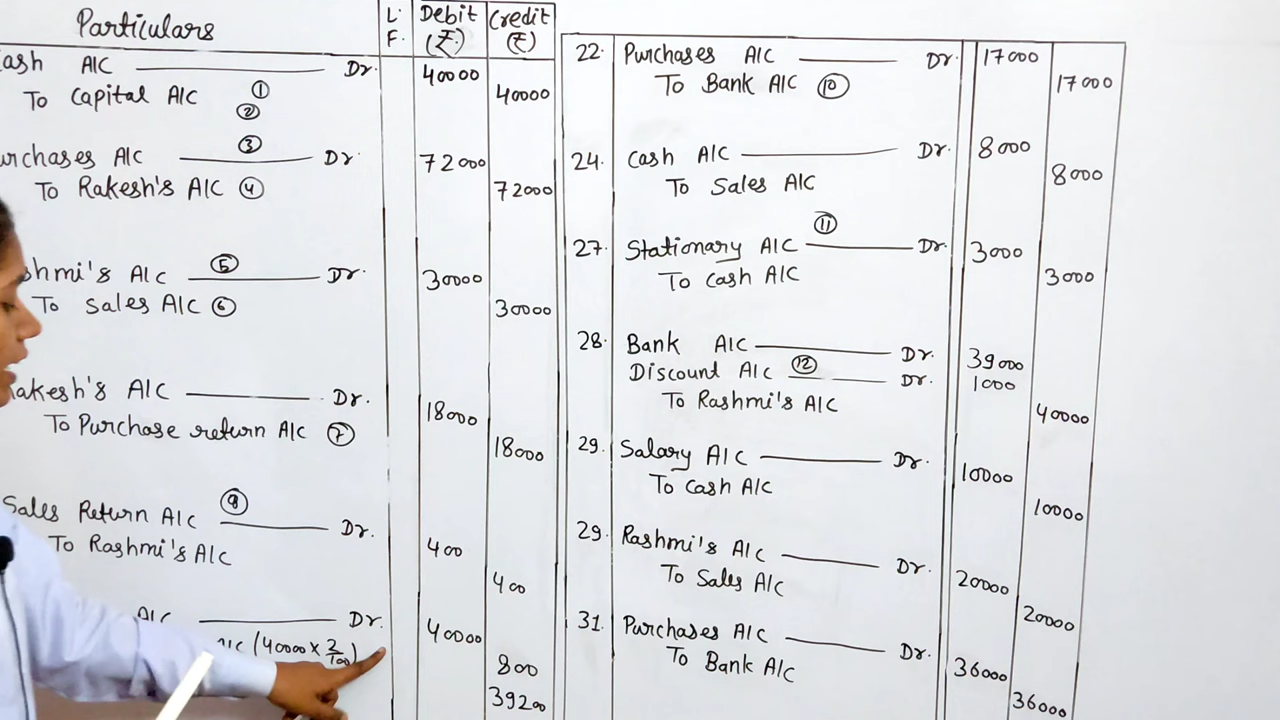 Particulars L. Debit Credit
F. (₹) (₹)
Cash A/C Dr. 40000
To Capital A/C ① 40000
②
Purchases A/C ③ Dr. 72000
To Rakesh's A/C ④ 72000
Rashmi's A/C ⑤ Dr. 30000
To Sales A/C ⑥ 30000
Rakesh's A/C Dr. 18000
To Purchase return A/C ⑦ 18000
Sales Return A/C ⑧ Dr. 400
To Rashmi's A/C 400
A/C Dr. 40000
A/C (40000 × 2/100) 800
39200
22. Purchases A/C Dr. 17000
To Bank A/C ⑩ 17000
24. Cash A/C Dr. 8000
To Sales A/C 8000
27. Stationary A/C ⑪ Dr. 3000
To Cash A/C 3000
28. Bank A/C Dr. 39000
Discount A/C ⑫ Dr. 1000
To Rashmi's A/C 40000
29. Salary A/C Dr. 10000
To Cash A/C 10000
29. Rashmi's A/C Dr. 20000
To Sales A/C 20000
31. Purchases A/C Dr. 36000
To Bank A/C 36000